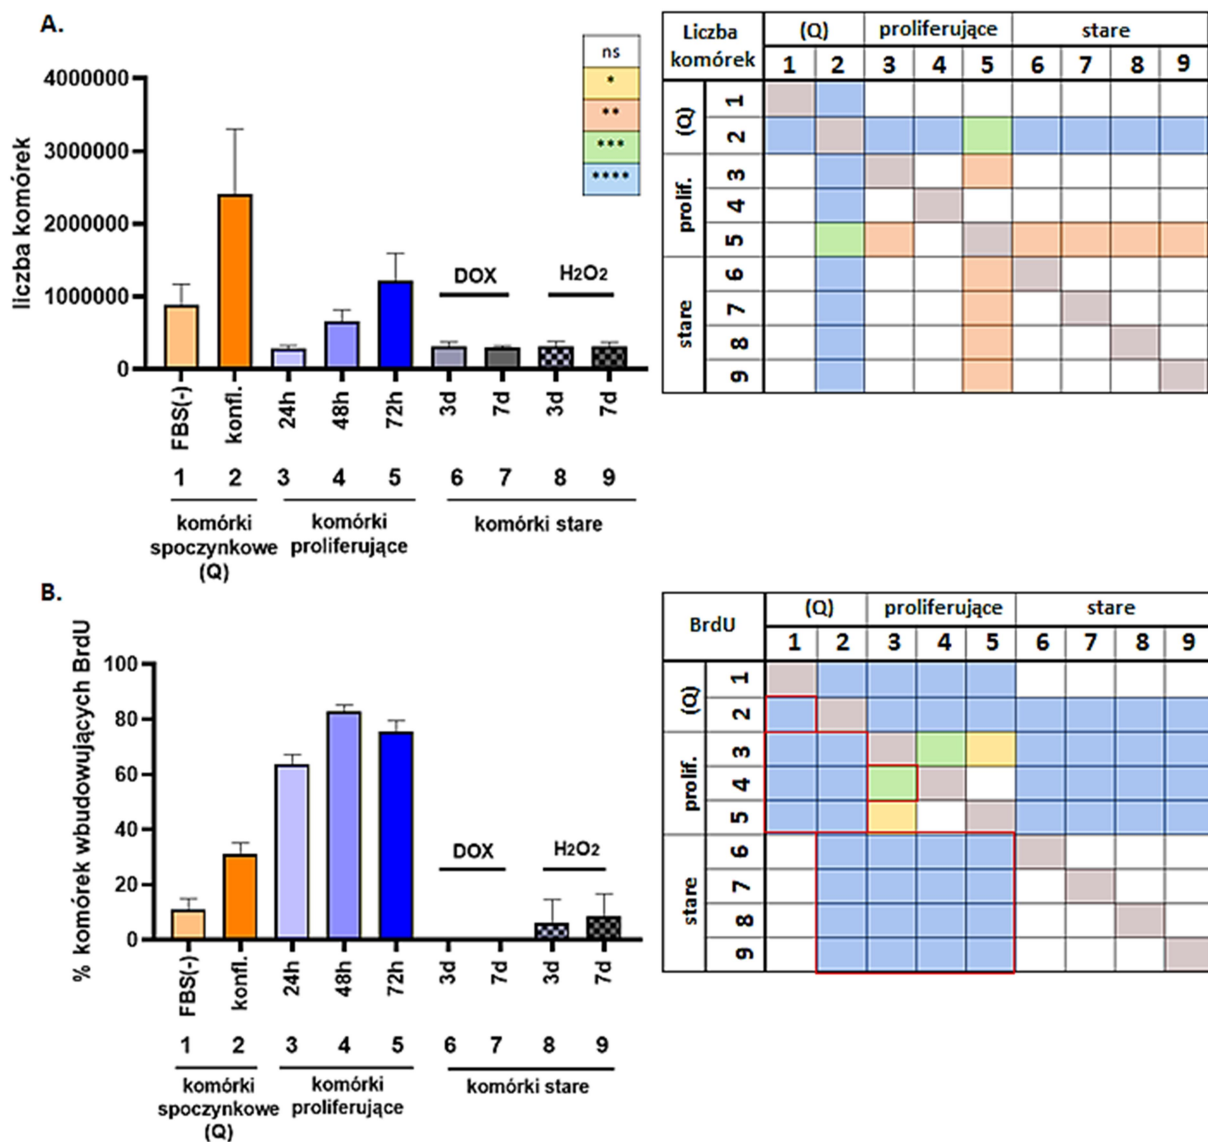 A.
ns
*
**
***
****
liczba komórek
4000000
3000000
2000000
1000000
0
DOX
H2O2
FBS(-)
konfl.
24h
48h
72h
3d
7d
3d
7d
1 2 3 4 5 6 7 8 9
komórki
spoczynkowe
(Q)
komórki
proliferujące
komórki stare
Liczba
komórek
(Q) proliferujące stare
1 2 3 4 5 6 7 8 9
(Q)
prolif.
stare
1
2
3
4
5
6
7
8
9
B.
% komórek wbudowujących BrdU
100
80
60
40
20
0
DOX
H2O2
FBS(-)
konfl.
24h
48h
72h
3d
7d
3d
7d
1 2 3 4 5 6 7 8 9
komórki
spoczynkowe
(Q)
komórki
proliferujące
komórki stare
BrdU
(Q) proliferujące stare
1 2 3 4 5 6 7 8 9
(Q)
prolif.
stare
1
2
3
4
5
6
7
8
9